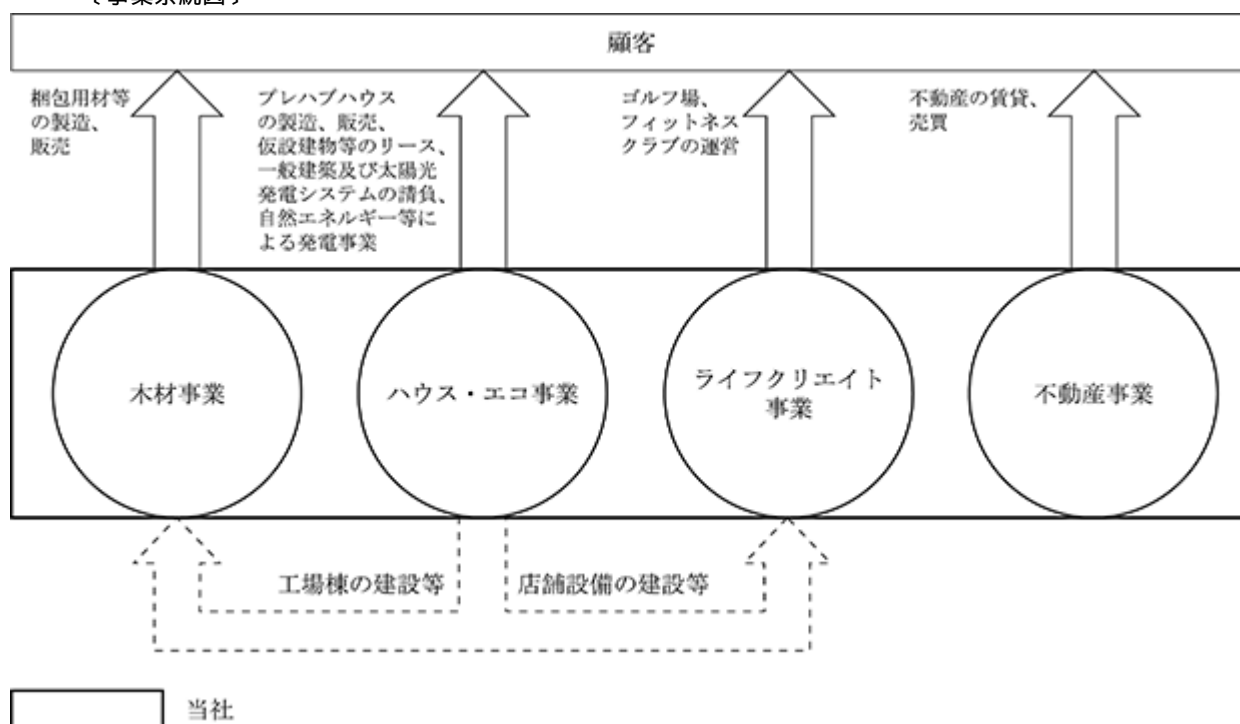 〔事業系統図〕
顧客
梱包用材等
の製造、
販売
プレハブハウス
の製造、販売、
仮設建物等のリース、
一般建築及び太陽光
発電システムの請負、
自然エネルギー等に
よる発電事業
ゴルフ場、
フィットネス
クラブの運営
不動産の賃貸、
売買
木材事業
ハウス・エコ事業
ライフクリエイト
事業
不動産事業
工場棟の建設等
店舗設備の建設等
当社